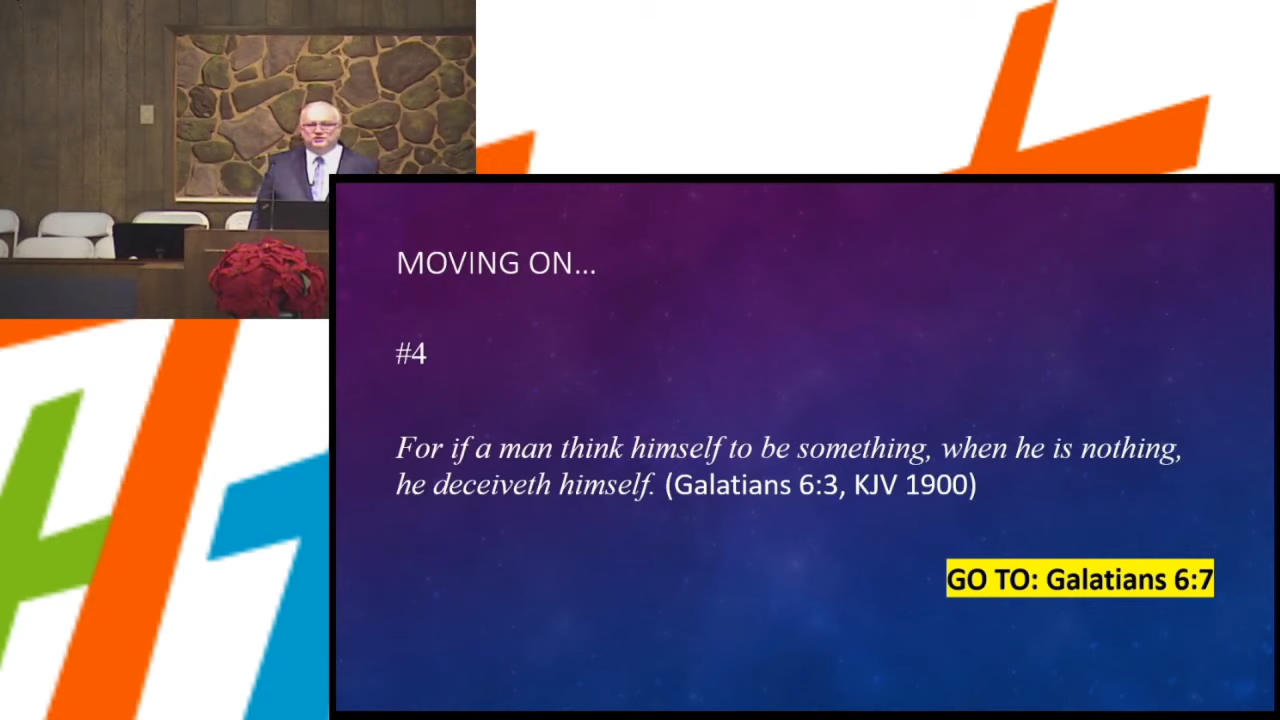 MOVING ON...
#4
For if a man think himself to be something, when he is nothing,
he deceiveth himself. (Galatians 6:3, KJV 1900)
GO TO: Galatians 6:7